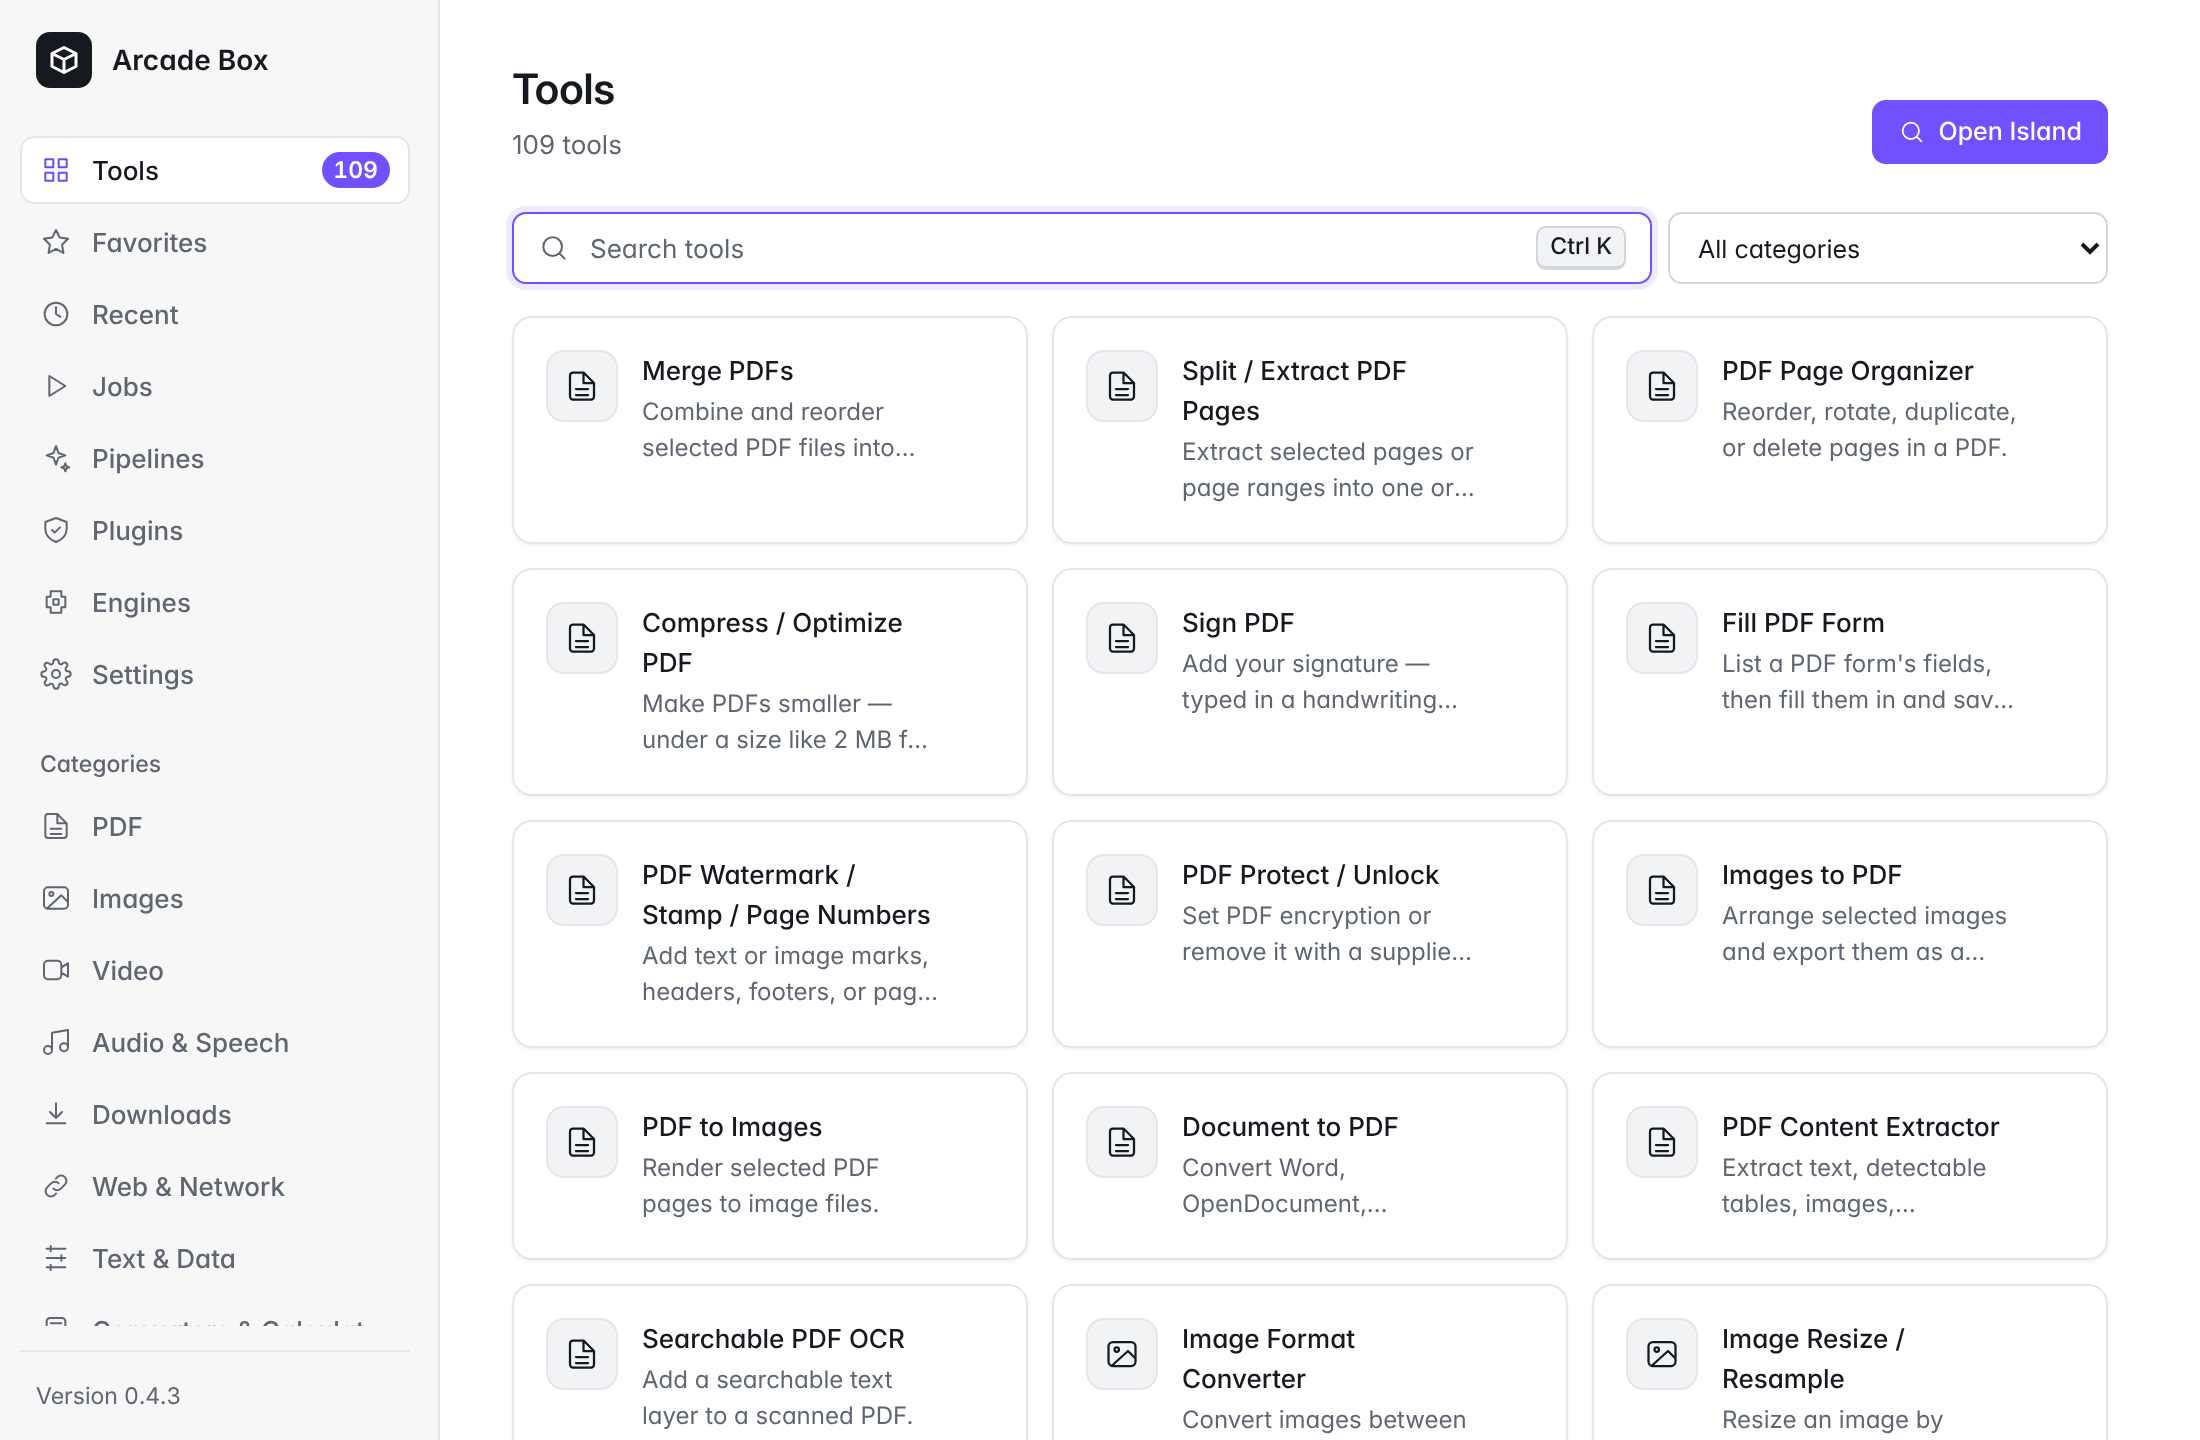 Arcade Box
Tools 109
Favorites
Recent
Jobs
Pipelines
Plugins
Engines
Settings
Categories
PDF
Images
Video
Audio & Speech
Downloads
Web & Network
Text & Data
Version 0.4.3
Tools
109 tools
Open Island
Search tools
Ctrl K
All categories
Merge PDFs
Combine and reorder
selected PDF files into...
Split / Extract PDF
Pages
Extract selected pages or
page ranges into one or...
PDF Page Organizer
Reorder, rotate, duplicate,
or delete pages in a PDF.
Compress / Optimize
PDF
Make PDFs smaller —
under a size like 2 MB f...
Sign PDF
Add your signature —
typed in a handwriting...
Fill PDF Form
List a PDF form's fields,
then fill them in and sav...
PDF Watermark /
Stamp / Page Numbers
Add text or image marks,
headers, footers, or pag...
PDF Protect / Unlock
Set PDF encryption or
remove it with a supplie...
Images to PDF
Arrange selected images
and export them as a...
PDF to Images
Render selected PDF
pages to image files.
Document to PDF
Convert Word,
OpenDocument,...
PDF Content Extractor
Extract text, detectable
tables, images,...
Searchable PDF OCR
Add a searchable text
layer to a scanned PDF.
Image Format
Converter
Convert images between
Image Resize /
Resample
Resize an image by